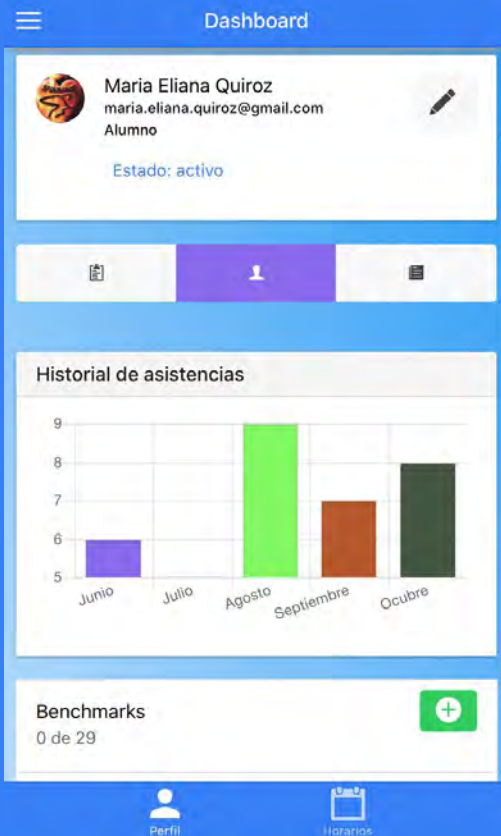 Dashboard
Maria Eliana Quiroz
maria.eliana.quiroz@gmail.com
Alumno
Estado: activo
Historial de asistencias
9
8
7
6
5
Junio
Julio
Agosto
Septiembre
Ocubre
Benchmarks
0 de 29
Perfil
Horarios